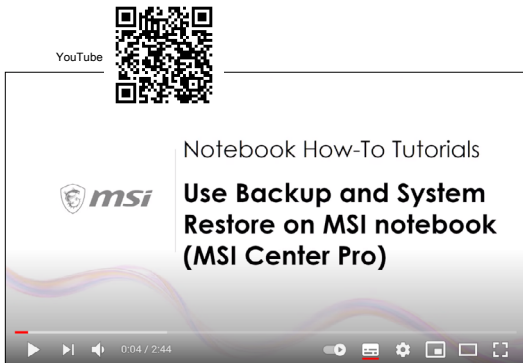 YouTube
Notebook How-To Tutorials
msi
Use Backup and System
Restore on MSI notebook
(MSI Center Pro)
0:04 / 2:44